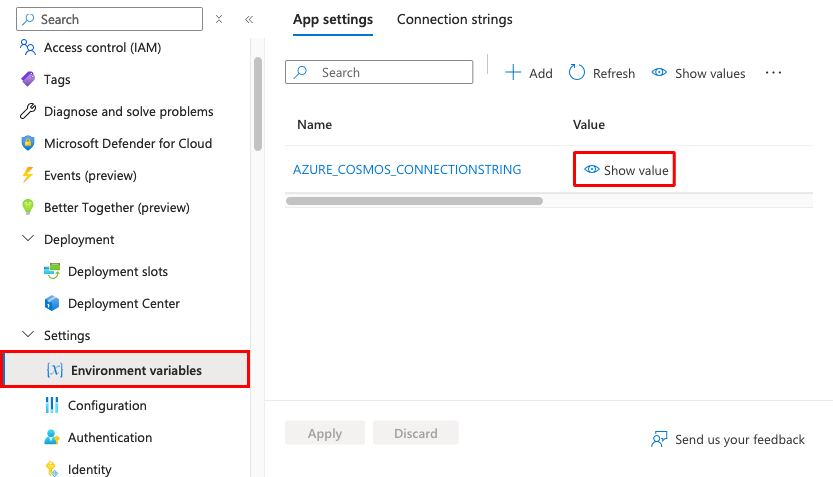 Search
Access control (IAM)
Tags
Diagnose and solve problems
Microsoft Defender for Cloud
Events (preview)
Better Together (preview)
Deployment
Deployment slots
Deployment Center
Settings
Environment variables
Configuration
Authentication
Identity
App settings Connection strings
Search Add Refresh Show values
Name Value
AZURE_COSMOS_CONNECTIONSTRING Show value
Apply Discard
Send us your feedback